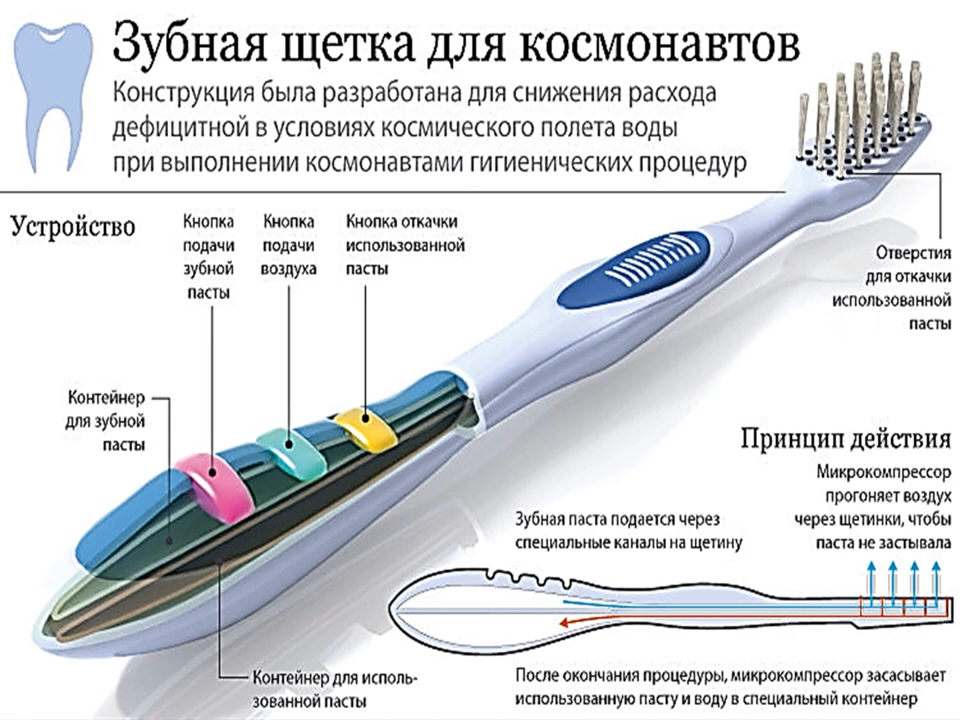 Зубная щетка для космонавтов
Конструкция была разработана для снижения расхода
дефицитной в условиях космического полета воды
при выполнении космонавтами гигиенических процедур
Устройство
Кнопка
подачи
зубной
пасты
Кнопка
подачи
воздуха
Кнопка откачки
использованной
пасты
Отверстия
для откачки
использованной
пасты
Контейнер
для зубной
пасты
Контейнер для исполь-
зованной пасты
Принцип действия
Микрокомпрессор
прогоняет воздух
через щетинки, чтобы
паста не застывала
Зубная паста подается через
специальные каналы на щетину
После окончания процедуры, микрокомпрессор засасывает
использованную пасту и воду в специальный контейнер